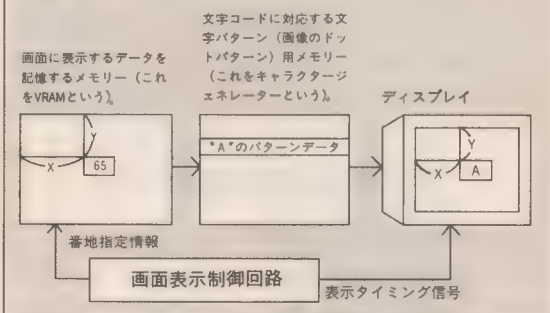 文字コードに対応する文
字パターン（画像のドッ
トパターン）用メモリー
（これをキャラクタージ
ェネレーターという）。
画面に表示するデータを
記憶するメモリー（これ
をVRAMという）。
ディスプレイ
Y
X
65
"A"のパターンデータ
Y
X
A
番地指定情報
画面表示制御回路
表示タイミング信号